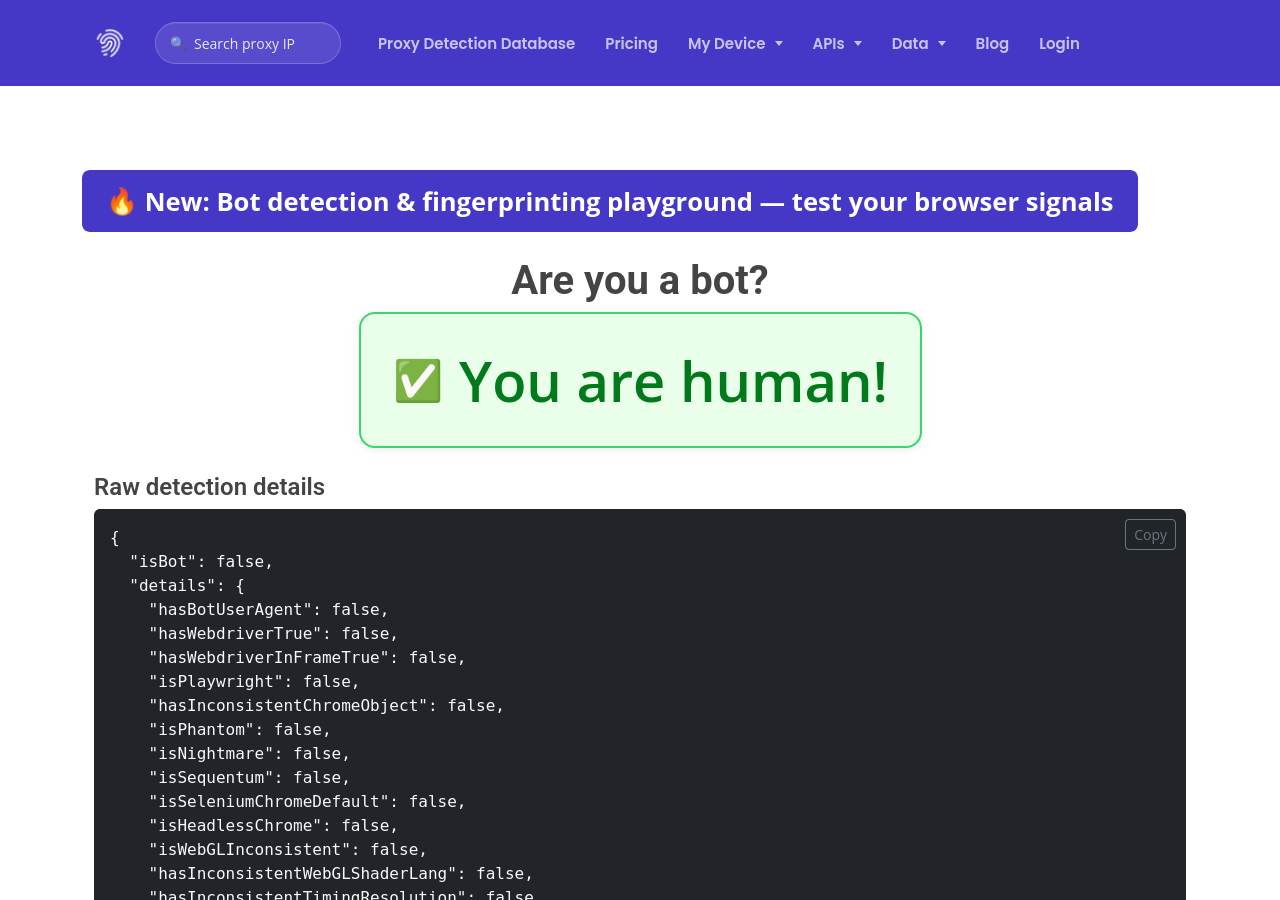 🔍 Search proxy IP
Proxy Detection Database
Pricing
My Device
APIs
Data
Blog
Login
🔥 New: Bot detection & fingerprinting playground — test your browser signals
Are you a bot?
✅ You are human!
Raw detection details
Copy
{
  "isBot": false,
  "details": {
    "hasBotUserAgent": false,
    "hasWebdriverTrue": false,
    "hasWebdriverInFrameTrue": false,
    "isPlaywright": false,
    "hasInconsistentChromeObject": false,
    "isPhantom": false,
    "isNightmare": false,
    "isSequentum": false,
    "isSeleniumChromeDefault": false,
    "isHeadlessChrome": false,
    "isWebGLInconsistent": false,
    "hasInconsistentWebGLShaderLang": false,
    "hasInconsistentTimingResolution": false